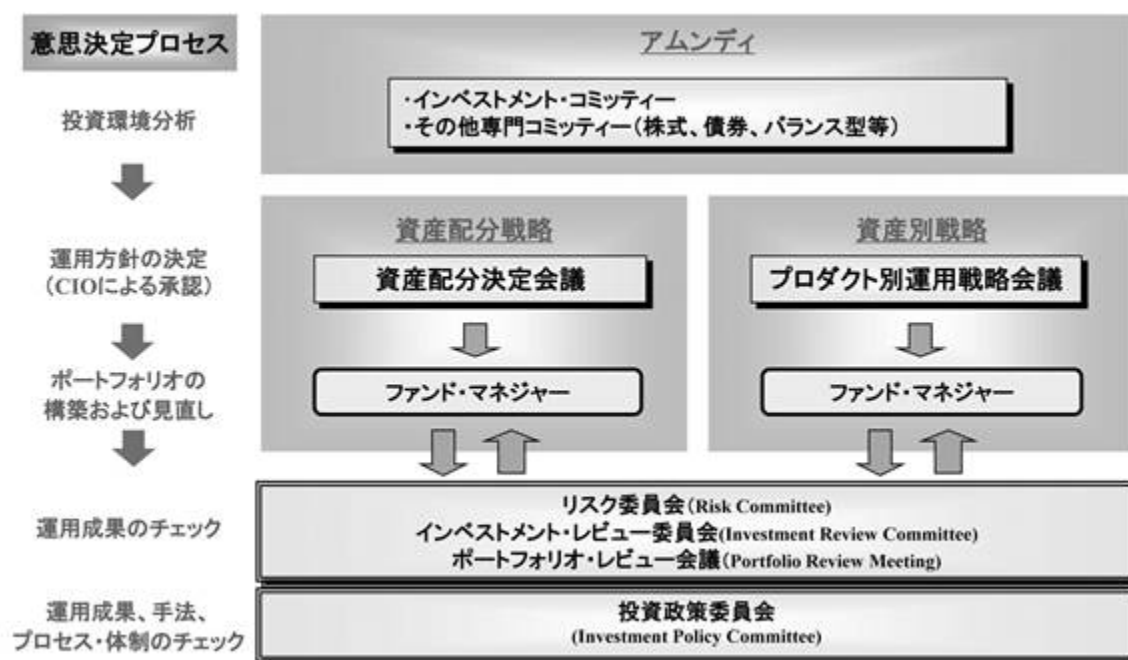 意思決定プロセス
アムンディ
・インベストメント・コミッティー
・その他専門コミッティー(株式、債券、バランス型等)
投資環境分析
資産配分戦略
資産別戦略
運用方針の決定
(CIOによる承認)
資産配分決定会議
プロダクト別運用戦略会議
ポートフォリオの
構築および見直し
ファンド・マネジャー
ファンド・マネジャー
運用成果のチェック
リスク委員会(Risk Committee)
インベストメント・レビュー委員会(Investment Review Committee)
ポートフォリオ・レビュー会議(Portfolio Review Meeting)
運用成果、手法、
プロセス・体制のチェック
投資政策委員会
(Investment Policy Committee)